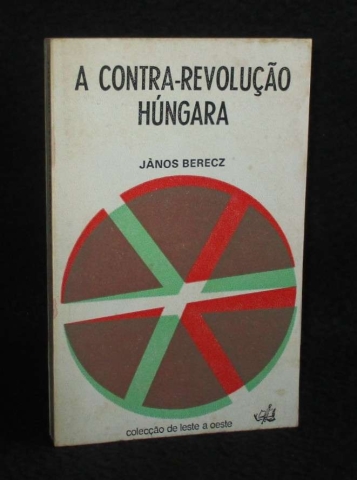 A CONTRA-REVOLUÇÃO
HÚNGARA
JÀNOS BERECZ
colecção de leste a oeste